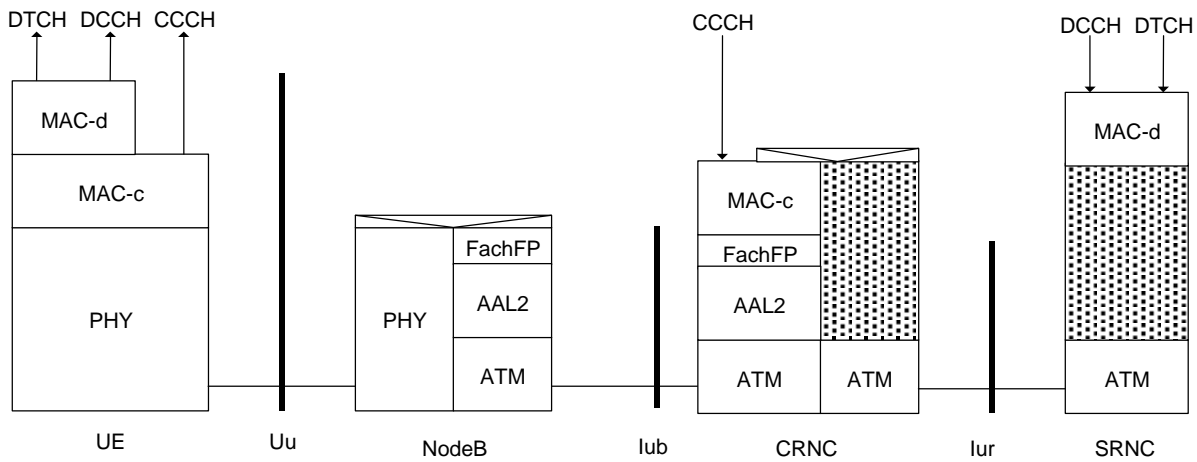 DTCH DCCH CCCH
CCCH
DCCH DTCH
MAC-d
MAC-c
PHY
PHY
FachFP
AAL2
ATM
MAC-c
FachFP
AAL2
ATM
ATM
MAC-d
ATM
UE
Uu
NodeB
Iub
CRNC
Iur
SRNC